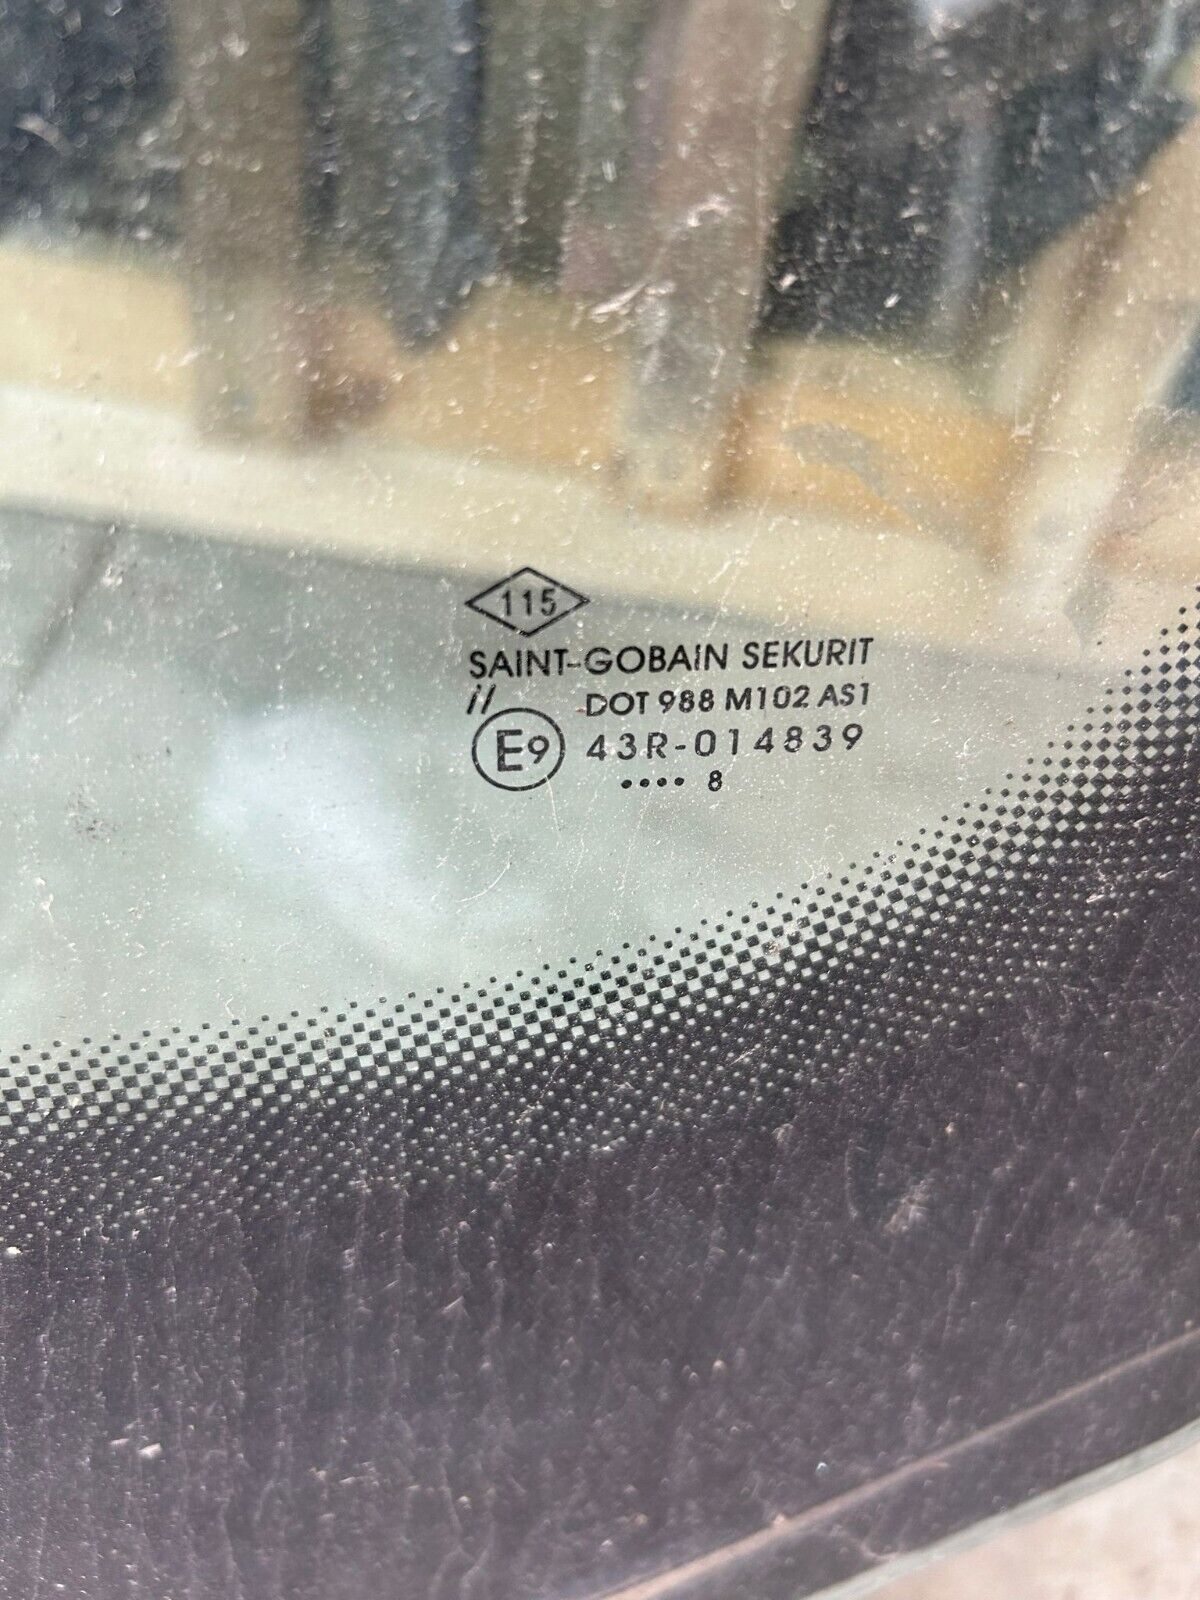 115
SAINT-GOBAIN SEKURIT
// DOT 988 M102 AS1
E9 43R-014839
•••• 8